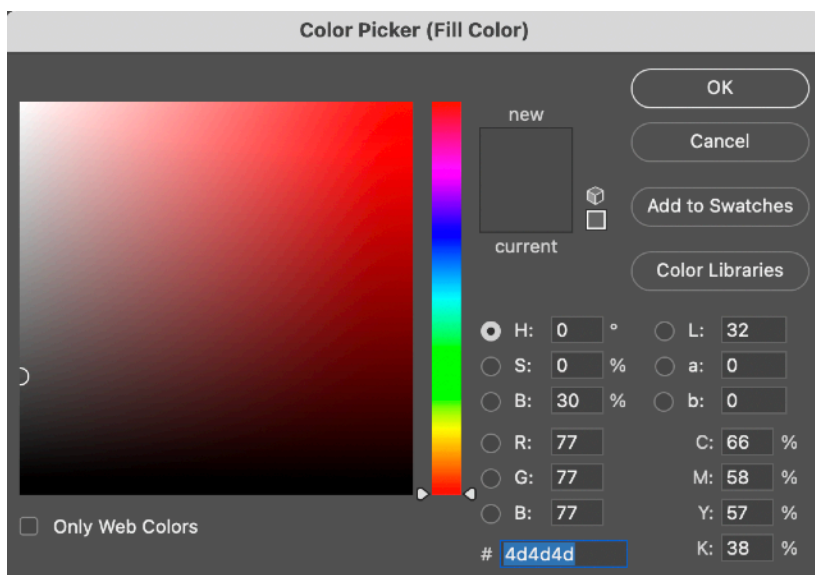 Color Picker (Fill Color)
OK
new
Cancel
Add to Swatches
current
Color Libraries
H: 0 ° L: 32
S: 0 % a: 0
B: 30 % b: 0
R: 77 C: 66 %
G: 77 M: 58 %
B: 77 Y: 57 %
Only Web Colors
# 4d4d4d K: 38 %